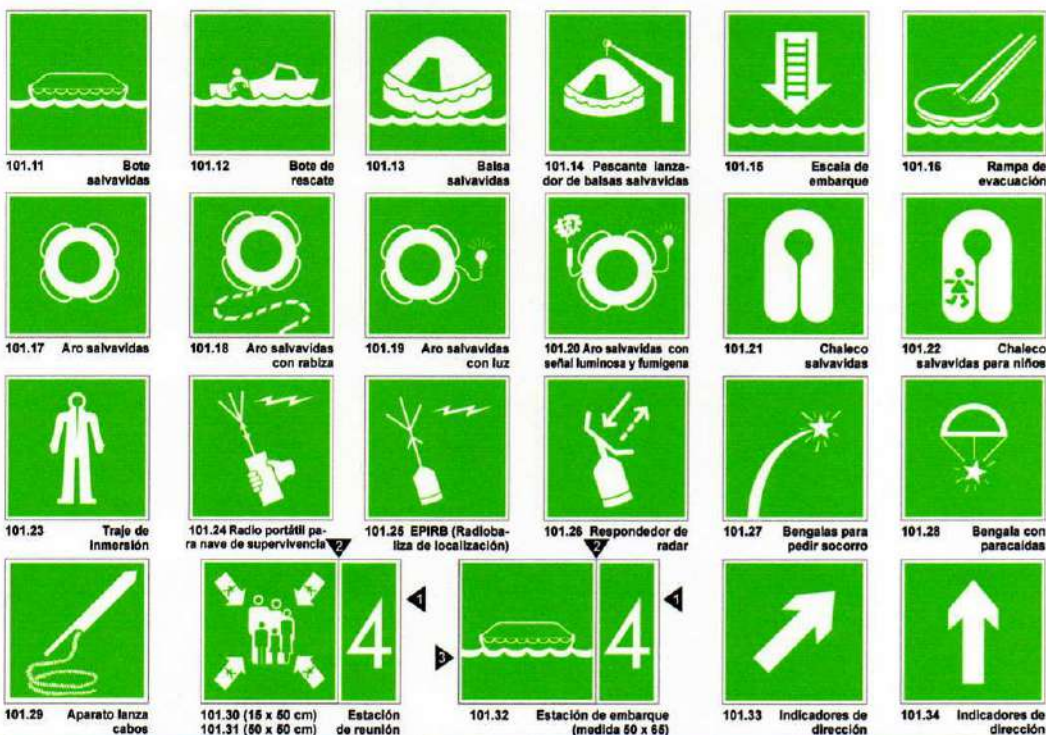 101.11 Bote
salvavidas
101.12 Bote de
rescate
101.13 Balsa
salvavidas
101.14 Pescante lanza-
dor de balsas salvavidas
101.15 Escala de
embarque
101.16 Rampa de
evacuación
101.17 Aro salvavidas
101.18 Aro salvavidas
con rabiza
101.19 Aro salvavidas
con luz
101.20 Aro salvavidas con
señal luminosa y fumígena
101.21 Chaleco
salvavidas
101.22 Chaleco
salvavidas para niños
101.23 Traje de
inmersión
101.24 Radio portátil pa-
ra nave de supervivencia
101.25 EPIRB (Radioba-
liza de localización)
101.26 Respondedor de
radar
101.27 Bengalas para
pedir socorro
101.28 Bengala con
paracaídas
2
2
4
1
3
4
1
101.29 Aparato lanza
cabos
101.30 (15 x 50 cm) Estación
101.31 (50 x 50 cm) de reunión
101.32 Estación de embarque
(medida 50 x 65)
101.33 Indicadores de
dirección
101.34 Indicadores de
dirección